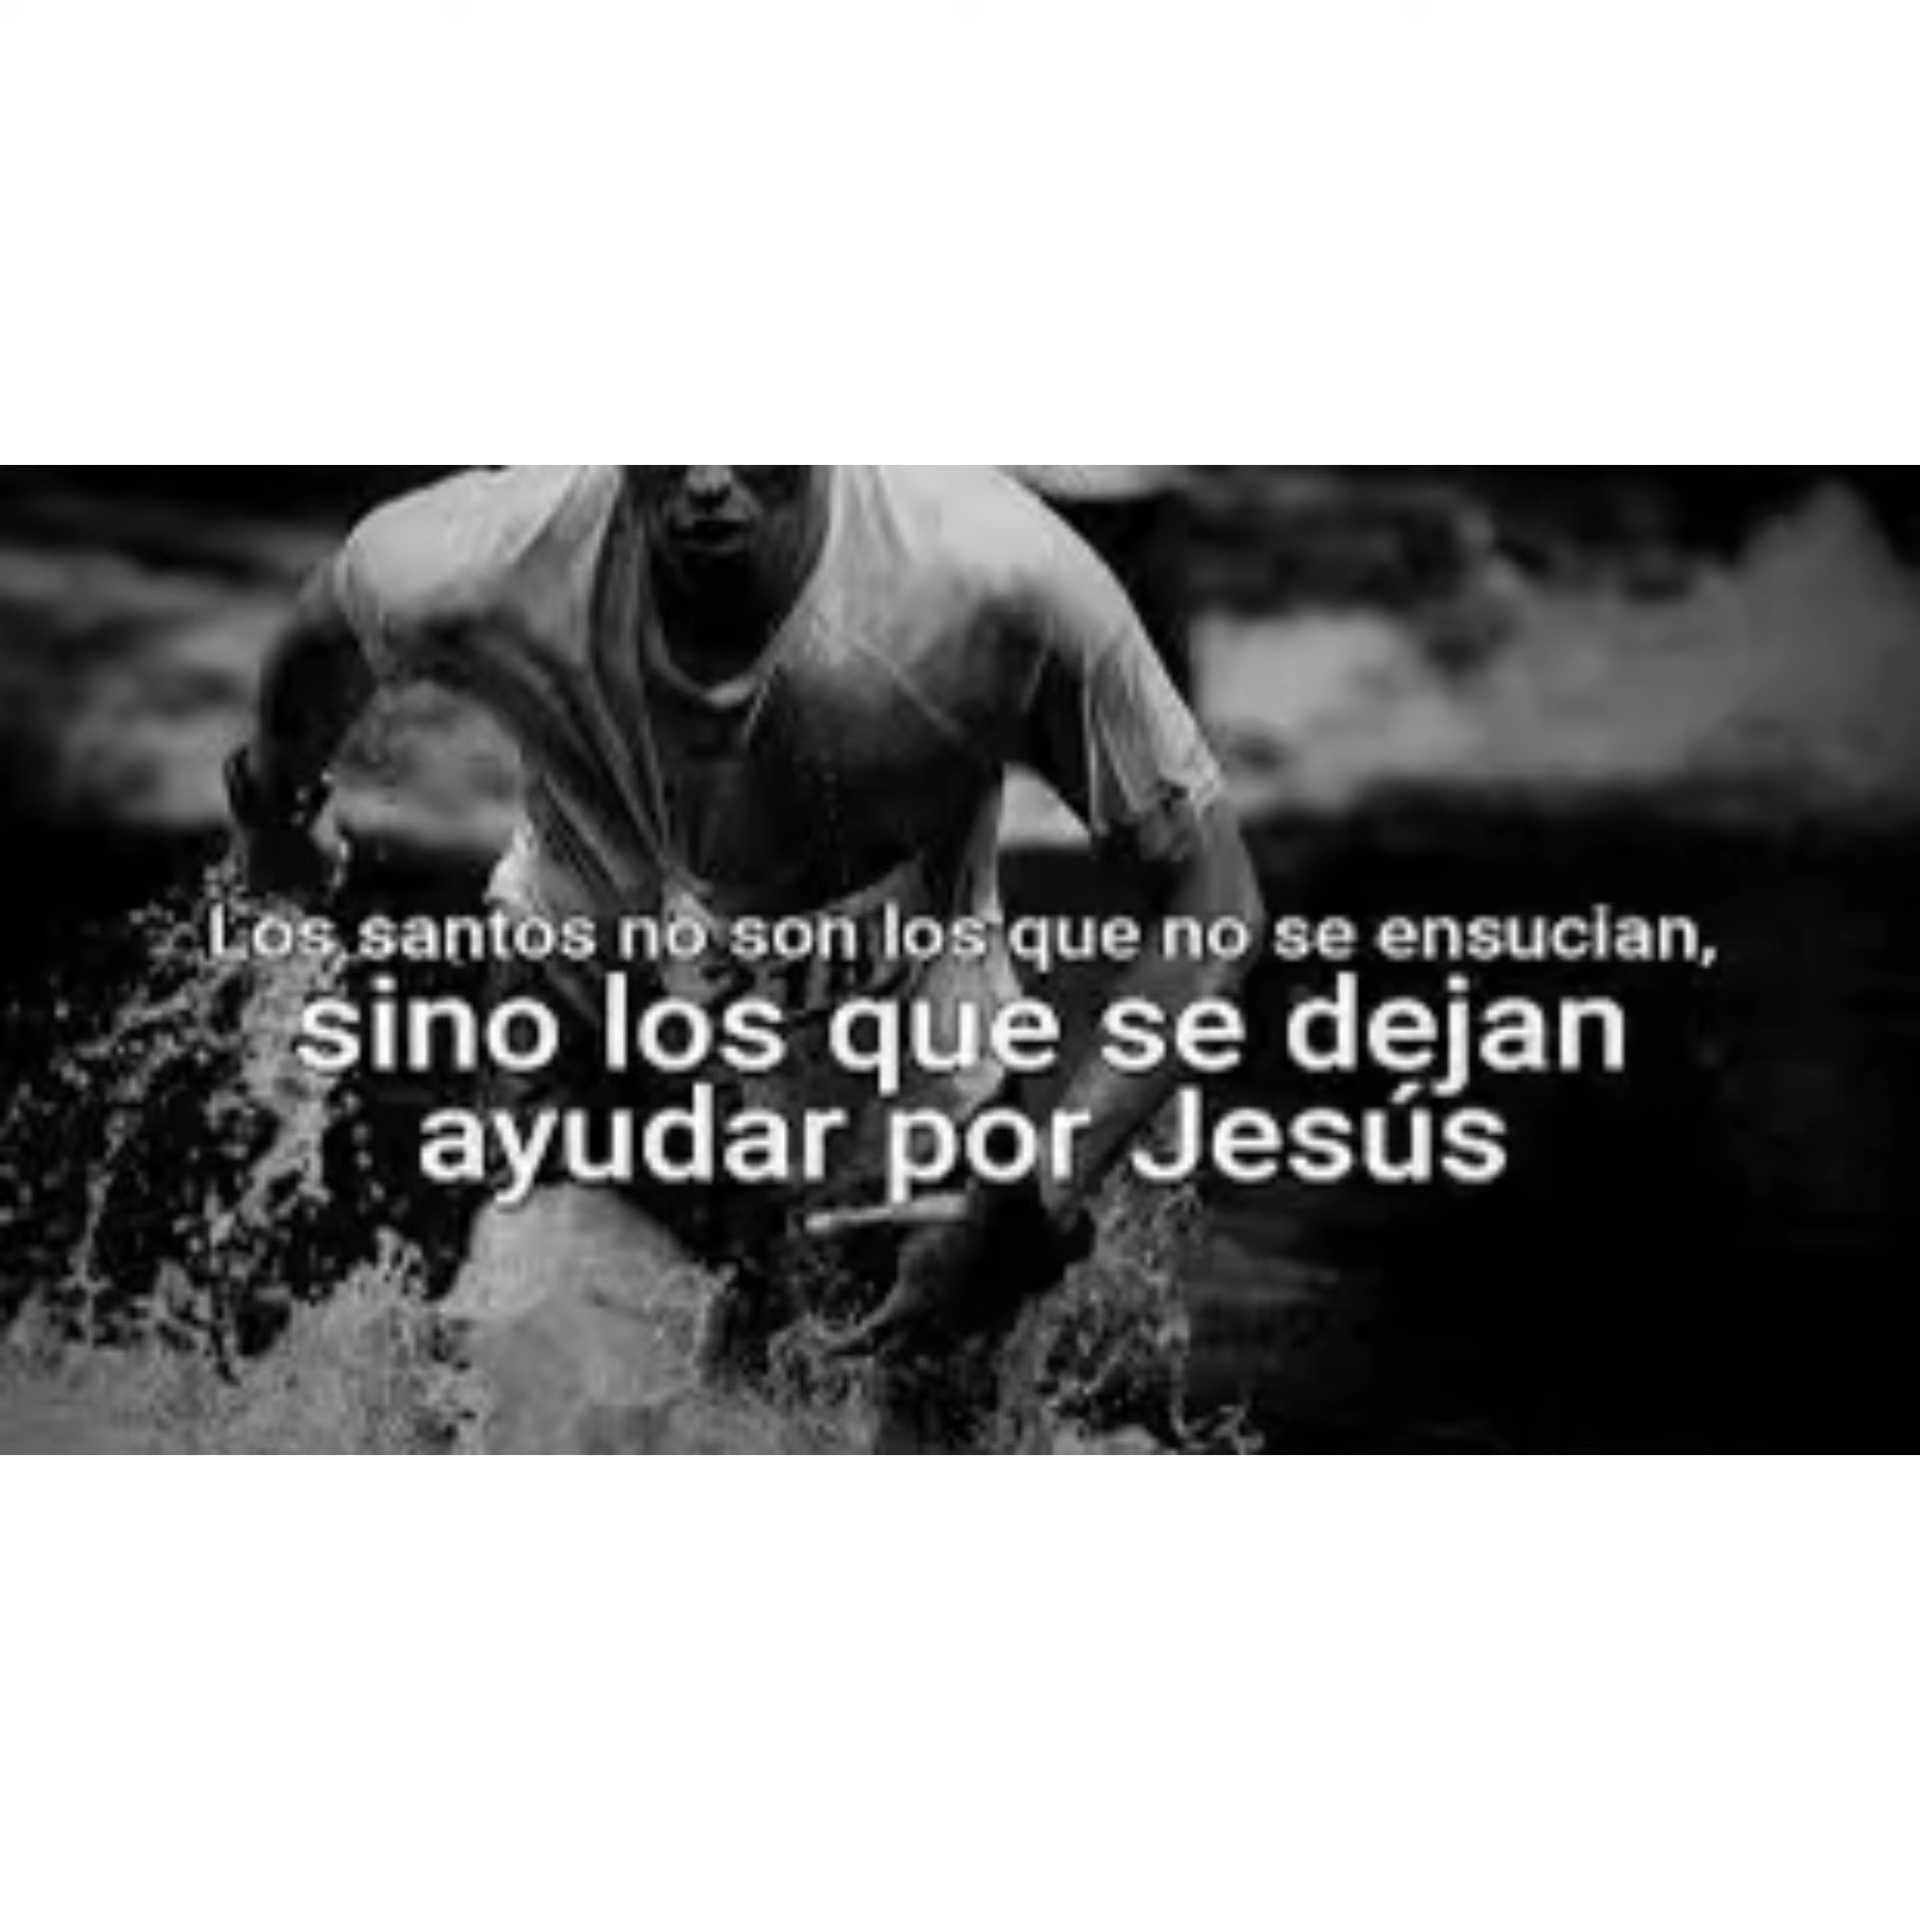 Los santos no son los que no se ensucian,
sino los que se dejan
ayudar por Jesús